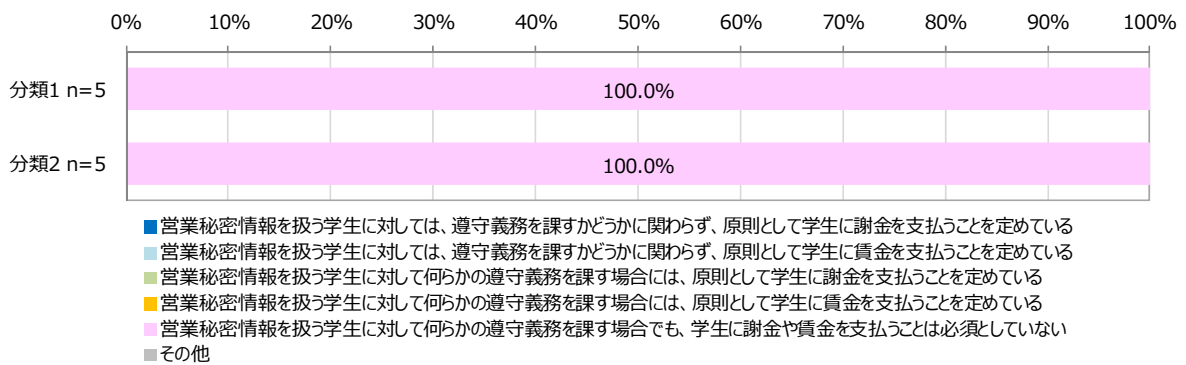 0% 10% 20% 30% 40% 50% 60% 70% 80% 90% 100%
分類1 n=5
100.0%
分類2 n=5
100.0%
営業秘密情報を扱う学生に対しては、遵守義務を課すかどうかに関わらず、原則として学生に謝金を支払うことを定めている
営業秘密情報を扱う学生に対しては、遵守義務を課すかどうかに関わらず、原則として学生に賃金を支払うことを定めている
営業秘密情報を扱う学生に対して何らかの遵守義務を課す場合には、原則として学生に謝金を支払うことを定めている
営業秘密情報を扱う学生に対して何らかの遵守義務を課す場合には、原則として学生に賃金を支払うことを定めている
営業秘密情報を扱う学生に対して何らかの遵守義務を課す場合でも、学生に謝金や賃金を支払うことは必須としていない
その他